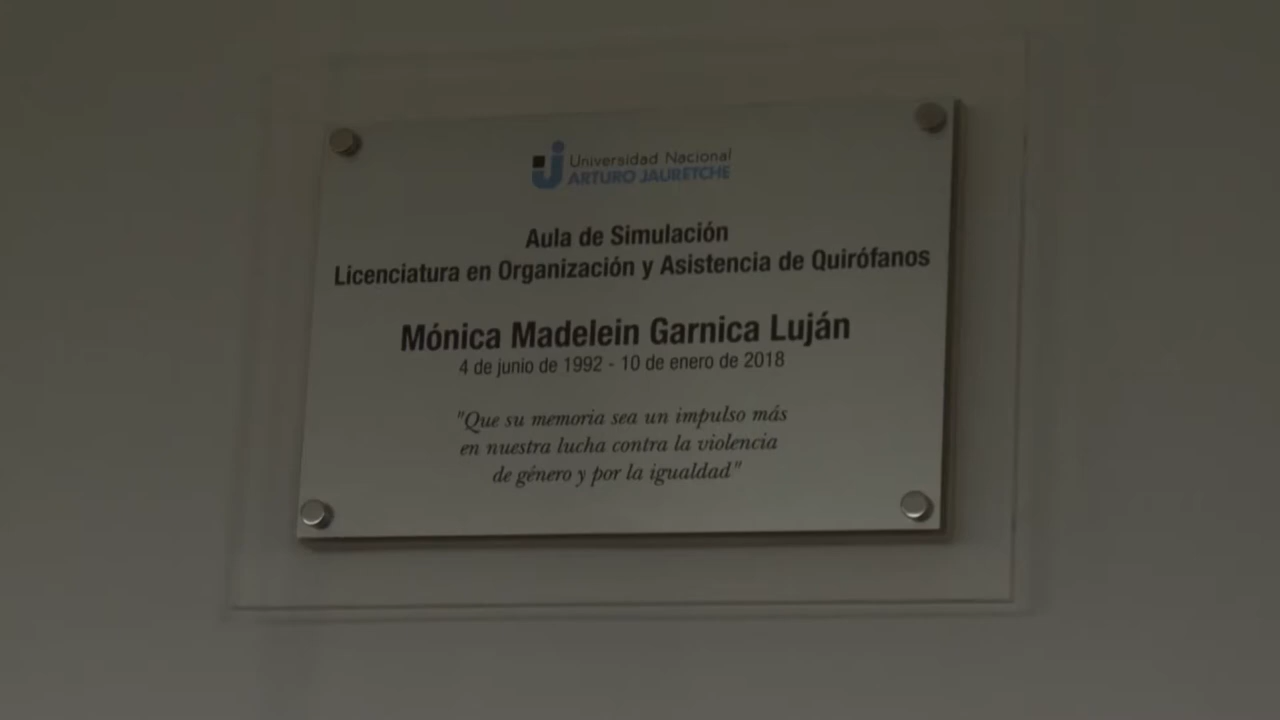 Universidad Nacional
ARTURO JAURETCHE
Aula de Simulación
Licenciatura en Organización y Asistencia de Quirófanos
Mónica Madelein Garnica Luján
4 de junio de 1992 - 10 de enero de 2018
"Que su memoria sea un impulso más
en nuestra lucha contra la violencia
de género y por la igualdad"